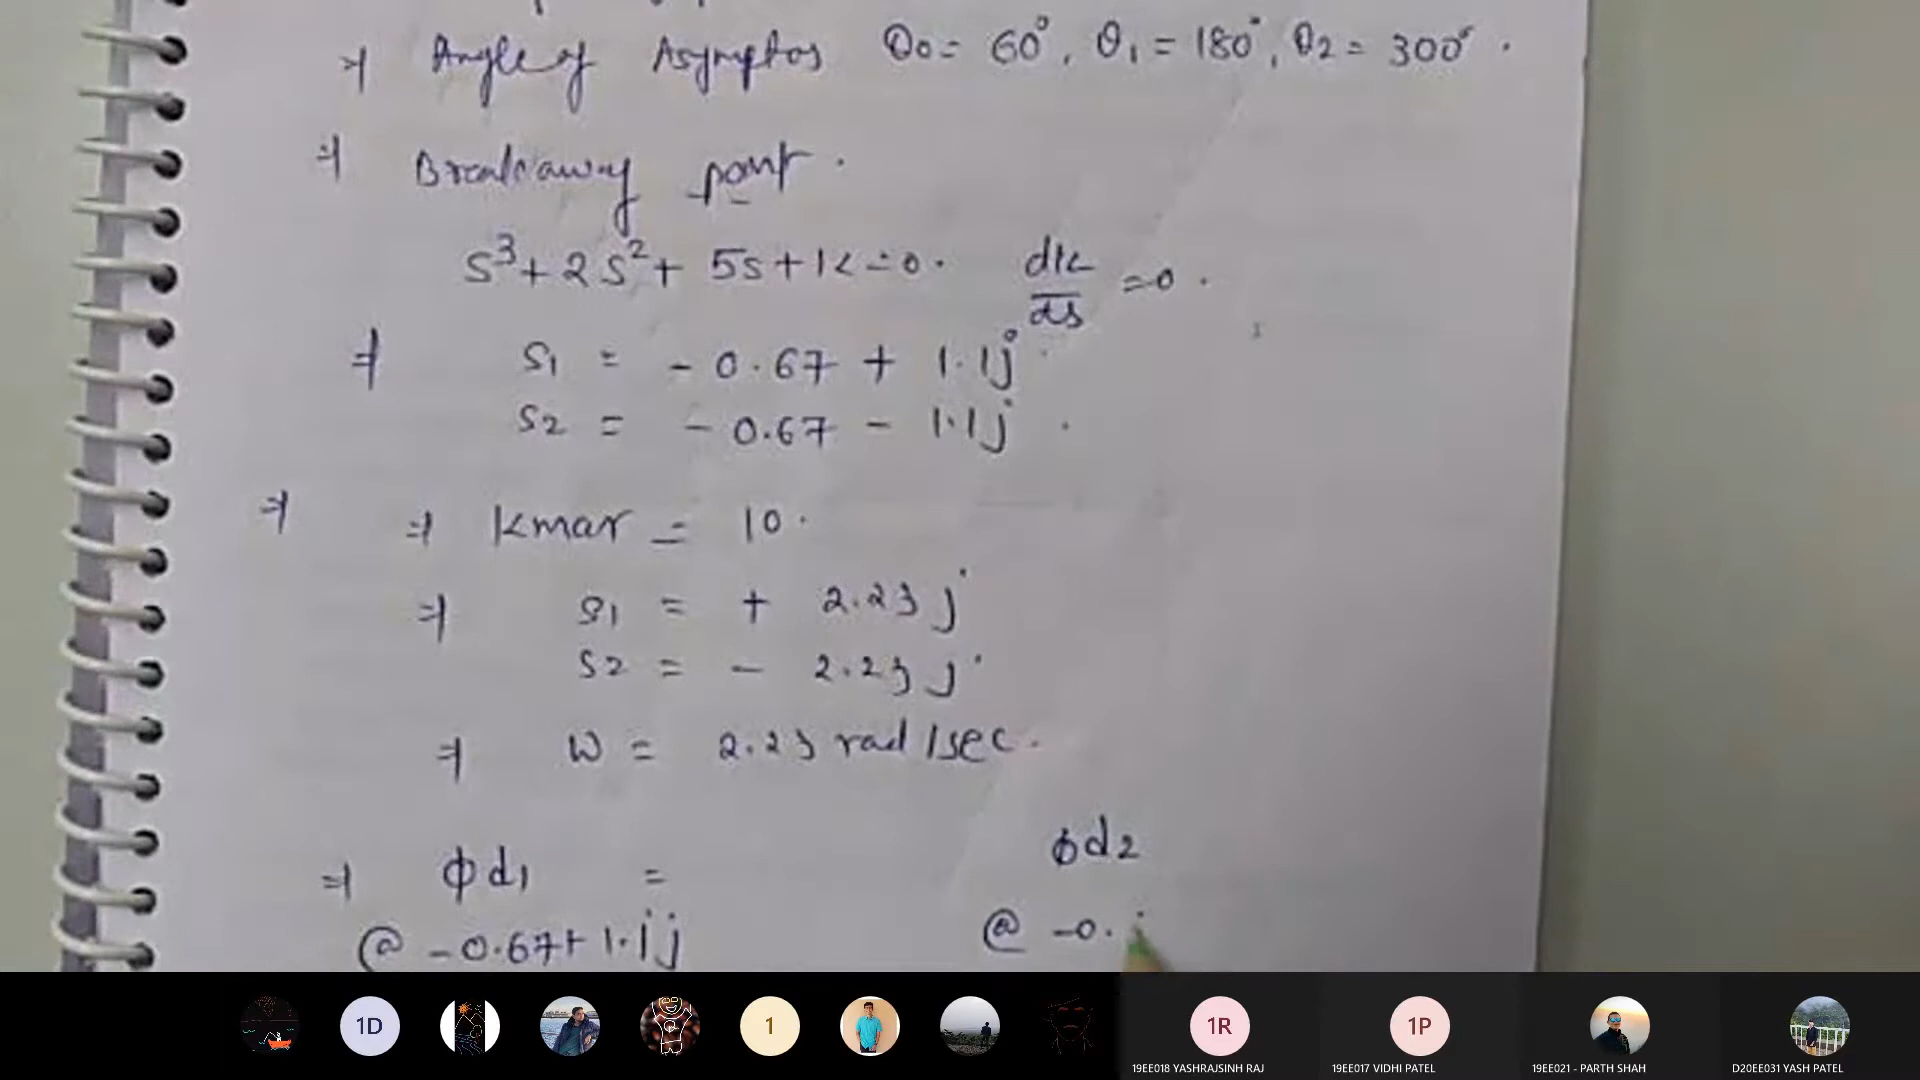 ⇒ Angle of Asymptos θ0 = 60°, θ1 = 180°, θ2 = 300°.
⇒ Breakaway point.
s³ + 2s² + 5s + K = 0. dK/ds = 0.
⇒ s1 = - 0.67 + 1.1j
s2 = - 0.67 - 1.1j.
⇒ ⇒ Kmax = 10.
⇒ s1 = + 2.23j
s2 = - 2.23j
⇒ w = 2.23 rad/sec.
⇒ ϕd1 = ϕd2
@ -0.67+1.1j @ -0.
1D 1 1R 1P
19EE018 YASHRAJSINH RAJ 19EE017 VIDHI PATEL 19EE021 - PARTH SHAH D20EE031 YASH PATEL